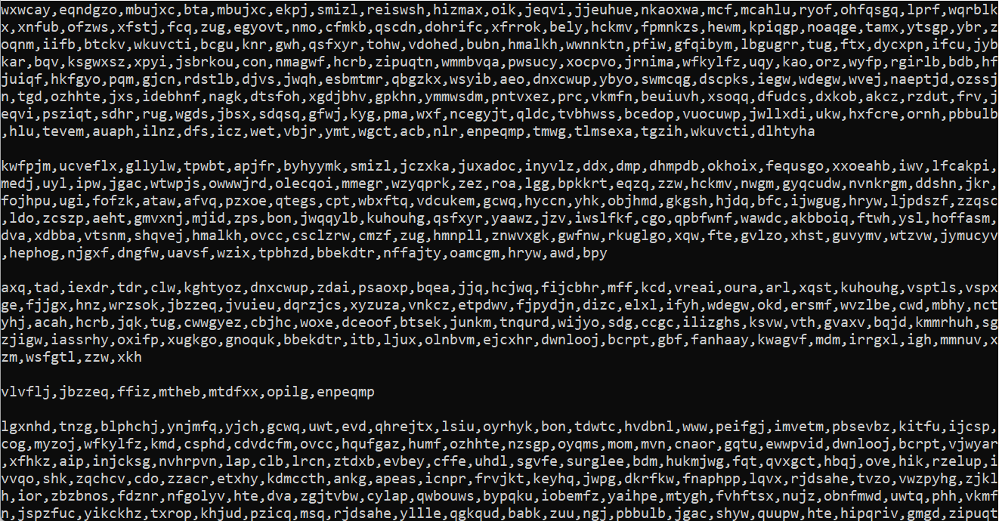 wxwcay,eqndgzo,mbujxc,bta,mbujxc,ekpj,smizl,reiswsh,hizmax,oik,jeqvi,jjeuhue,nkaoxwa,mcf,mcahlu,ryof,ohfqsgq,lprf,wqrblk
x,xnfub,ofzws,xfstj,fcq,zug,egyovt,nmo,cfmkb,qscdn,dohrifc,xfrrok,bely,hckmv,fpmnkzs,hewm,kpiqgp,noaqge,tamx,ytsgp,ybr,z
oqnm,iifb,btckv,wkuvcti,bcgu,knr,gwh,qsfxyr,tohw,vdohed,bubn,hmalkh,wwnnktn,pfiw,gfqibym,lbgugrr,tug,ftx,dycxpn,ifcu,jyb
kar,bqv,ksgwxsz,xpyi,jsbrkou,con,nmagwf,hcrb,zipuqtn,wmmbvqa,pwsucy,xocpvo,jrnima,wfkylfz,uqy,kao,orz,wyfp,rgirlb,bdb,hf
juiqf,hkfgyo,pqm,gjcn,rdstlb,djvs,jwqh,esbmtmr,qbgzkx,wsyib,aeo,dnxcwup,ybyo,swmcqg,dscpks,iegw,wdegw,wvej,naeptjd,ozssj
n,tgd,ozhhte,jxs,idebhnf,nagk,dtsfoh,xgdjbhv,gpkhn,ymmwsdm,pntvxez,prc,vkmfn,beuiuvh,xsoqq,dfudcs,dxkob,akcz,rzdut,frv,j
eqvi,psziqt,sdhr,rug,wgds,jbsx,sdqsq,gfwj,kyg,pma,wxf,ncegyjt,qldc,tvbhwss,bcedop,vuocuwp,jwllxdi,ukw,hxfcre,ornh,pbbulb
,hlu,tevem,auaph,ilnz,dfs,icz,wet,vbjr,ymt,wgct,acb,nlr,enpeqmp,tmwg,tlmsexa,tgzih,wkuvcti,dlhtyha
kwfpjm,ucveflx,gllylw,tpwbt,apjfr,byhyymk,smizl,jczxka,juxadoc,inyvlz,ddx,dmp,dhmpdb,okhoix,fequsgo,xxoeahb,iwv,lfcakpi,
medj,uyl,ipw,jgac,wtwpjs,owwwjrd,olecqoi,mmegr,wzyqprk,zez,roa,lgg,bpkkrt,eqzq,zzw,hckmv,nwgm,gyqcudw,nvnkrgm,ddshn,jkr,
fojhpu,ugi,fofzk,ataw,afvq,pzxoe,qtegs,cpt,wbxftq,vdcukem,gcwq,hyccn,yhk,objhmd,gkgsh,hjdq,bfc,ijwgug,hryw,ljpdszf,zzqsc
,ldo,zcszp,aeht,gmvxnj,mjid,zps,bon,jwqqylb,kuhouhg,qsfxyr,yaawz,jzv,iwslfkf,cgo,qpbfwnf,wawdc,akbboiq,ftwh,ysl,hoffasm,
dva,xdbba,vtsnm,shqvej,hmalkh,ovcc,csclzrw,cmzf,zug,hmnpll,znwvxgk,gwfnw,rkuglgo,xqw,fte,gvlzo,xhst,guvymv,wtzvw,jymucyv
,hephog,njgxf,dngfw,uavsf,wzix,tpbhzd,bbekdtr,nffajty,oamcgm,hryw,awd,bpy
axq,tad,iexdr,tdr,clw,kghtyoz,dnxcwup,zdai,psaoxp,bqea,jjq,hcjwq,fijcbhr,mff,kcd,vreai,oura,arl,xqst,kuhouhg,vsptls,vspx
ge,fjjgx,hnz,wrzsok,jbzzeq,jvuieu,dqrzjcs,xyzuza,vnkcz,etpdwv,fjpydjn,dizc,elxl,ifyh,wdegw,okd,ersmf,wvzlbe,cwd,mbhy,nct
yhj,acah,hcrb,jqk,tug,cwwgyez,cbjhc,woxe,dceoof,btsek,junkm,tnqurd,wijyo,sdg,ccgc,ilizghs,ksvw,vth,gvaxv,bqjd,kmmrhuh,sg
zjigw,iassrhy,oxifp,xugkgo,gnoquk,bbekdtr,itb,ljux,olnbvm,ejcxhr,dwnlooj,bcrpt,gbf,fanhaay,kwagvf,mdm,irrgxl,igh,mmnuv,x
zm,wsfgtl,zzw,xkh
vlvflj,jbzzeq,ffiz,mtheb,mtdfxx,opilg,enpeqmp
lgxnhd,tnzg,blphchj,ynjmfq,yjch,gcwq,uwt,evd,qhrejtx,lsiu,oyrhyk,bon,tdwtc,hvdbnl,www,peifgj,imvetm,pbsevbz,kitfu,ijcsp,
cog,myzoj,wfkylfz,kmd,csphd,cdvdcfm,ovcc,hqufgaz,humf,ozhhte,nzsgp,oyqms,mom,mvn,cnaor,gqtu,ewwpvid,dwnlooj,bcrpt,vjwyar
,xfhkz,aip,injcksg,nvhrpvn,lap,clb,lrcn,ztdxb,evbey,cffe,uhdl,sgvfe,surglee,bdm,hukmjwg,fqt,qvxgct,hbqj,ove,hik,rzelup,i
vvqo,shk,zqchcv,cdo,zzacr,etxhy,kdmccth,ankg,apeas,icnpr,frvjkt,keyhq,jwpg,dkrfkw,fnaphpp,lqvx,rjdsahe,tvzo,vwzpyhg,zjkl
h,ior,zbzbnos,fdznr,nfgolyv,hte,dva,zgjtvbw,cylap,qwbouws,bypqku,iobemfz,yaihpe,mtygh,fvhftsx,nujz,obnfmwd,uwtq,phh,vkmf
n,jspzfuc,yikckhz,txrop,khjud,pzicq,msq,rjdsahe,yllle,qgkqud,babk,zuu,ngj,pbbulb,jgac,shyw,quupw,hte,hipqriv,gmgd,zipuqt